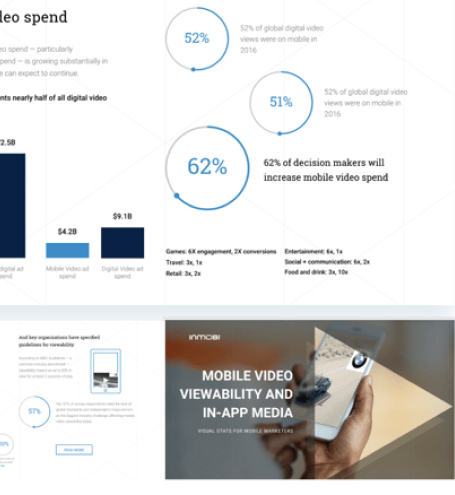 leo spend
eo spend — particularly
pend — is growing substantially in
e can expect to continue.
nts nearly half of all digital video
2.5B
$4.2B
$9.1B
digital ad
spend
Mobile Video ad
spend
Digital Video ad
spend
52%
52% of global digital video
views were on mobile in
2016
51%
52% of global digital video
views were on mobile in
2016
62%
62% of decision makers will
increase mobile video spend
Games: 6X engagement, 2X conversions
Travel: 3x, 1x
Retail: 3x, 2x
Entertainment: 6x, 1x
Social + communication: 6x, 2x
Food and drink: 3x, 10x
And key organizations have specified
guidelines for viewability
57%
READ MORE
INMOBI
MOBILE VIDEO
VIEWABILITY AND
IN-APP MEDIA
VISUAL STATS FOR MOBILE MARKETERS